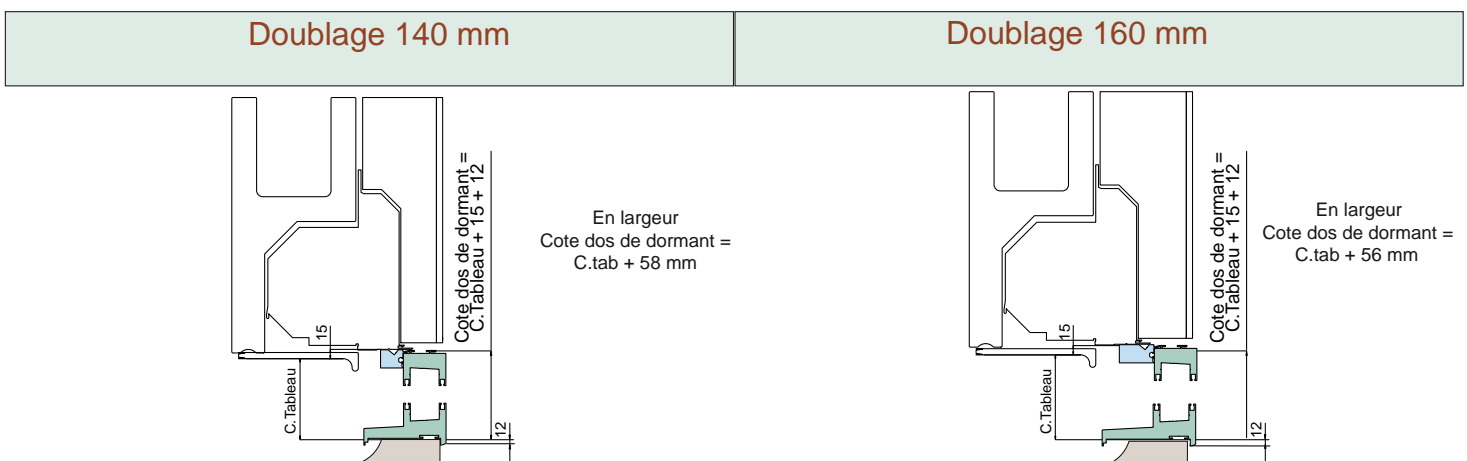 Doublage 140 mm
Doublage 160 mm
Cote dos de dormant =
C.Tableau + 15 + 12
En largeur
Cote dos de dormant =
C.tab + 58 mm
15
C.Tableau
12
Cote dos de dormant =
C.Tableau + 15 + 12
En largeur
Cote dos de dormant =
C.tab + 56 mm
15
C.Tableau
12